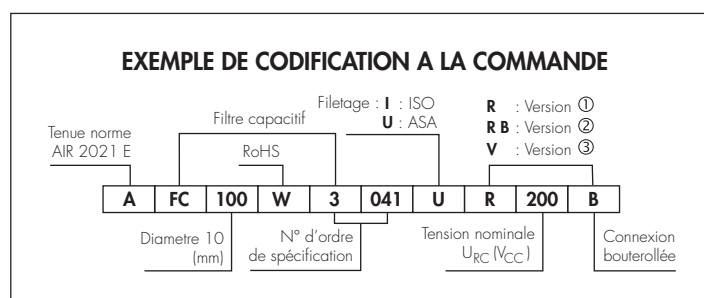 EXEMPLE DE CODIFICATION A LA COMMANDE
Tenue norme
AIR 2021 E
Filtre capacitif
RoHS
Filetage : I : ISO
U : ASA
R : Version ①
R B : Version ②
V : Version ③
A FC 100 W 3 041 U R 200 B
Diametre 10
(mm)
N° d'ordre
de spécification
Tension nominale
URC (VCC )
Connexion
bouterollée